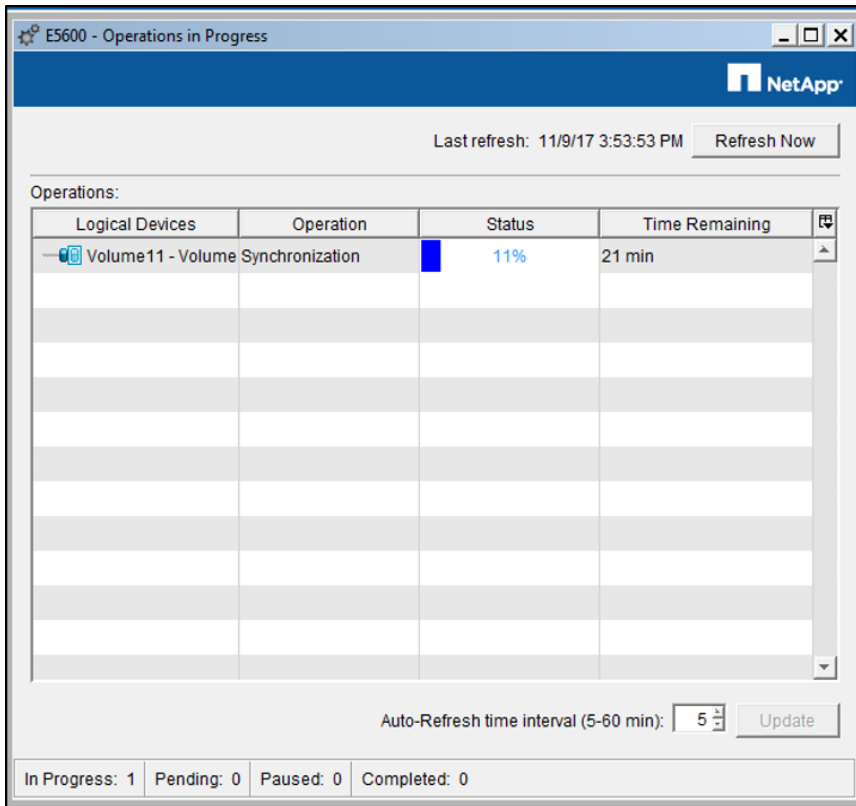 E5600 - Operations in Progress
NetApp
Last refresh: 11/9/17 3:53:53 PM Refresh Now
Operations:
Logical Devices Operation Status Time Remaining
Volume11 - Volume Synchronization 11% 21 min
Auto-Refresh time interval (5-60 min): 5 Update
In Progress: 1 Pending: 0 Paused: 0 Completed: 0